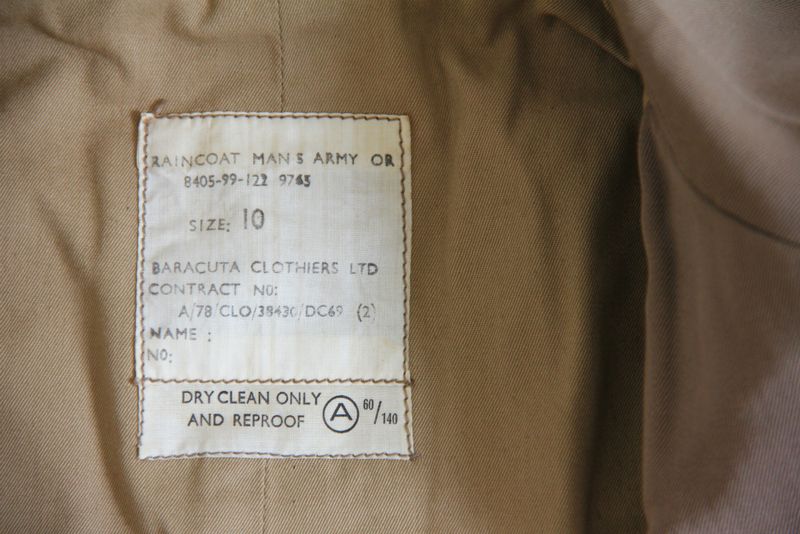 RAINCOAT MAN'S ARMY OR
8405-99-122 9765
SIZE: 10
BARACUTA CLOTHIERS LTD
CONTRACT NO:
A/78/CLO/38430/DC69 (2)
NAME :
NO:
DRY CLEAN ONLY
AND REPROOF
A 60/140